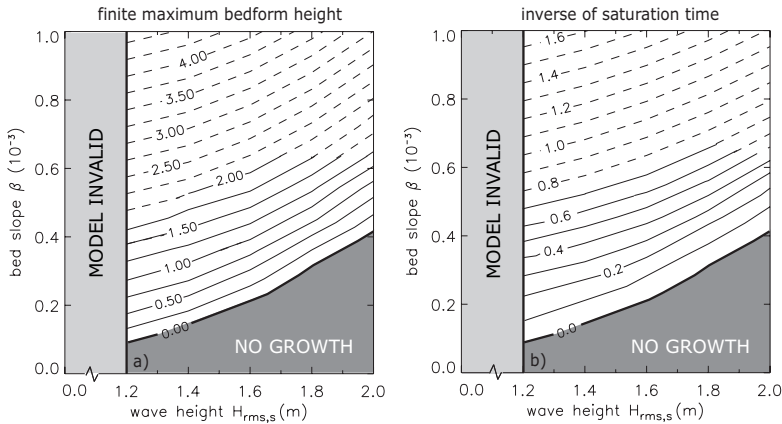 finite maximum bedform height
1.0
0.8
0.6
0.4
0.2
0.0
bed slope β (10⁻³)
MODEL INVALID
4.00
3.50
3.00
2.50
2.00
1.50
1.00
0.50
0.00
a)
NO GROWTH
0.0 1.2 1.4 1.6 1.8 2.0
wave height Hrms,s (m)
inverse of saturation time
1.0
0.8
0.6
0.4
0.2
0.0
bed slope β (10⁻³)
MODEL INVALID
1.6
1.4
1.2
1.0
0.8
0.6
0.4
0.2
0.0
b)
NO GROWTH
0.0 1.2 1.4 1.6 1.8 2.0
wave height Hrms,s (m)